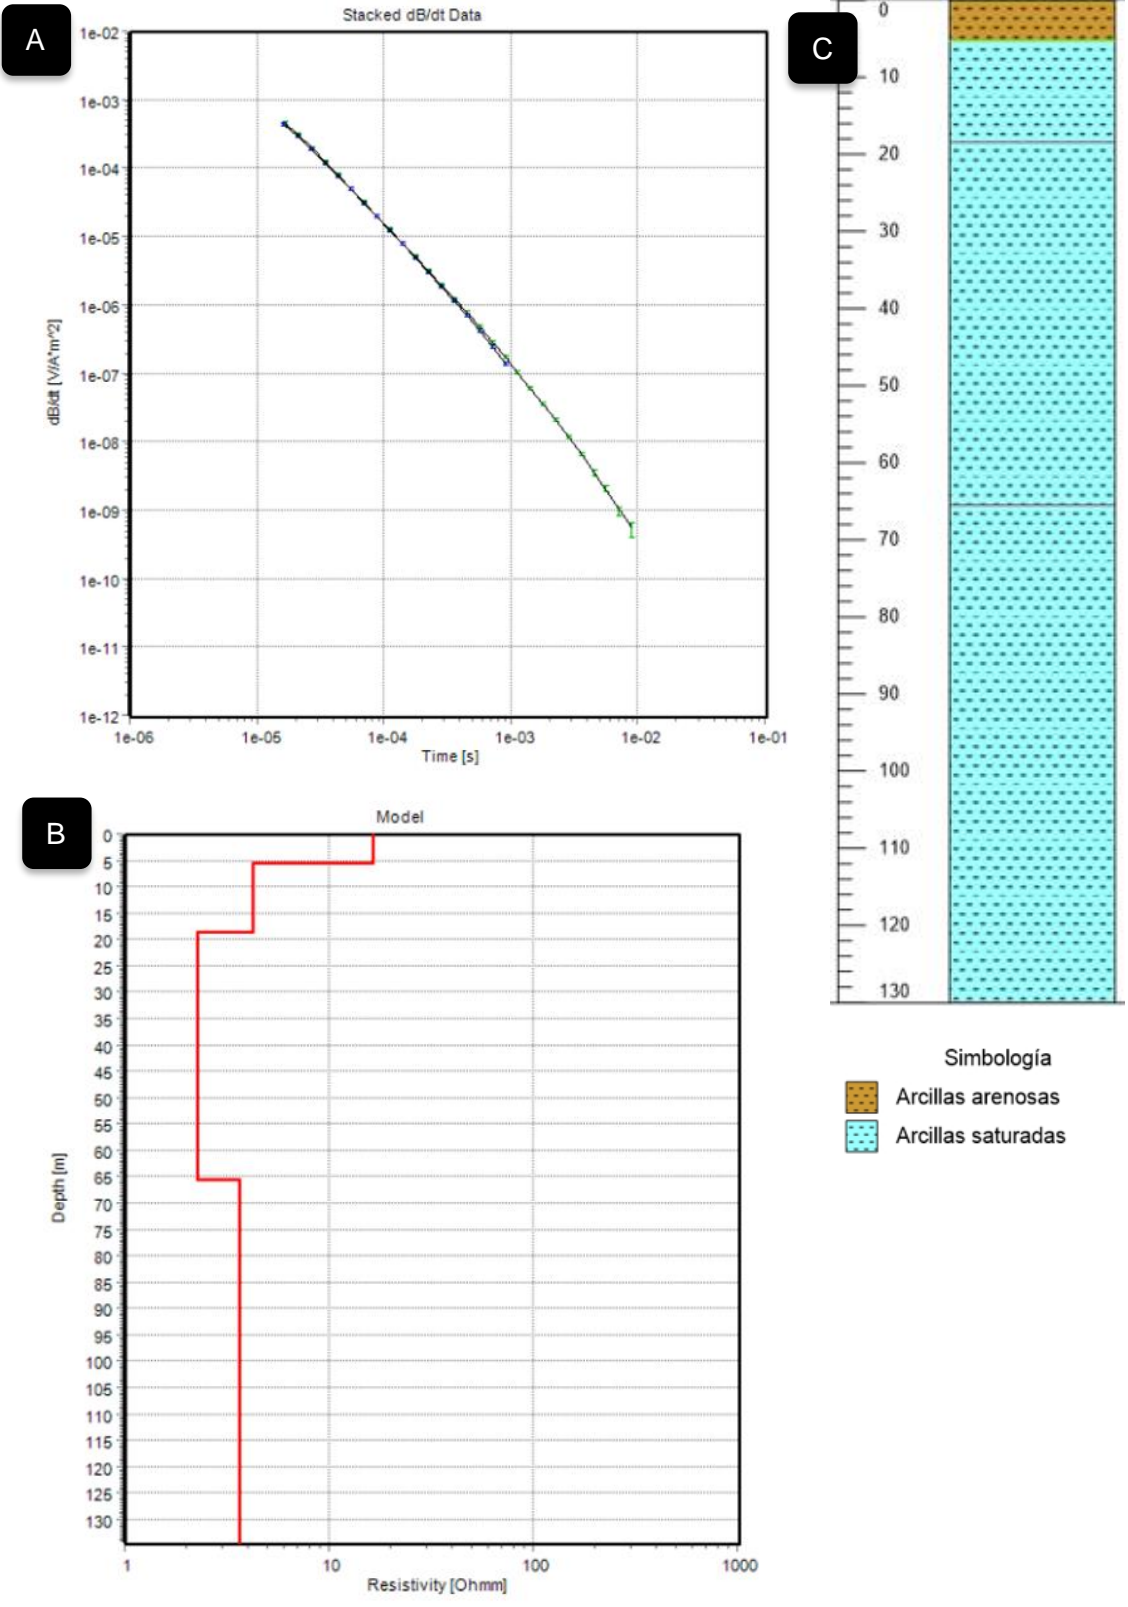 A
Stacked dB/dt Data
1e-02
1e-03
1e-04
1e-05
1e-06
1e-07
1e-08
1e-09
1e-10
1e-11
1e-12
dB/dt [V/A*m^2]
1e-06 1e-05 1e-04 1e-03 1e-02 1e-01
Time [s]
B
Model
0
5
10
15
20
25
30
35
40
45
50
55
60
65
70
75
80
85
90
95
100
105
110
115
120
125
130
Depth [m]
1 10 100 1000
Resistivity [Ohmm]
C
0
10
20
30
40
50
60
70
80
90
100
110
120
130
Simbología
Arcillas arenosas
Arcillas saturadas